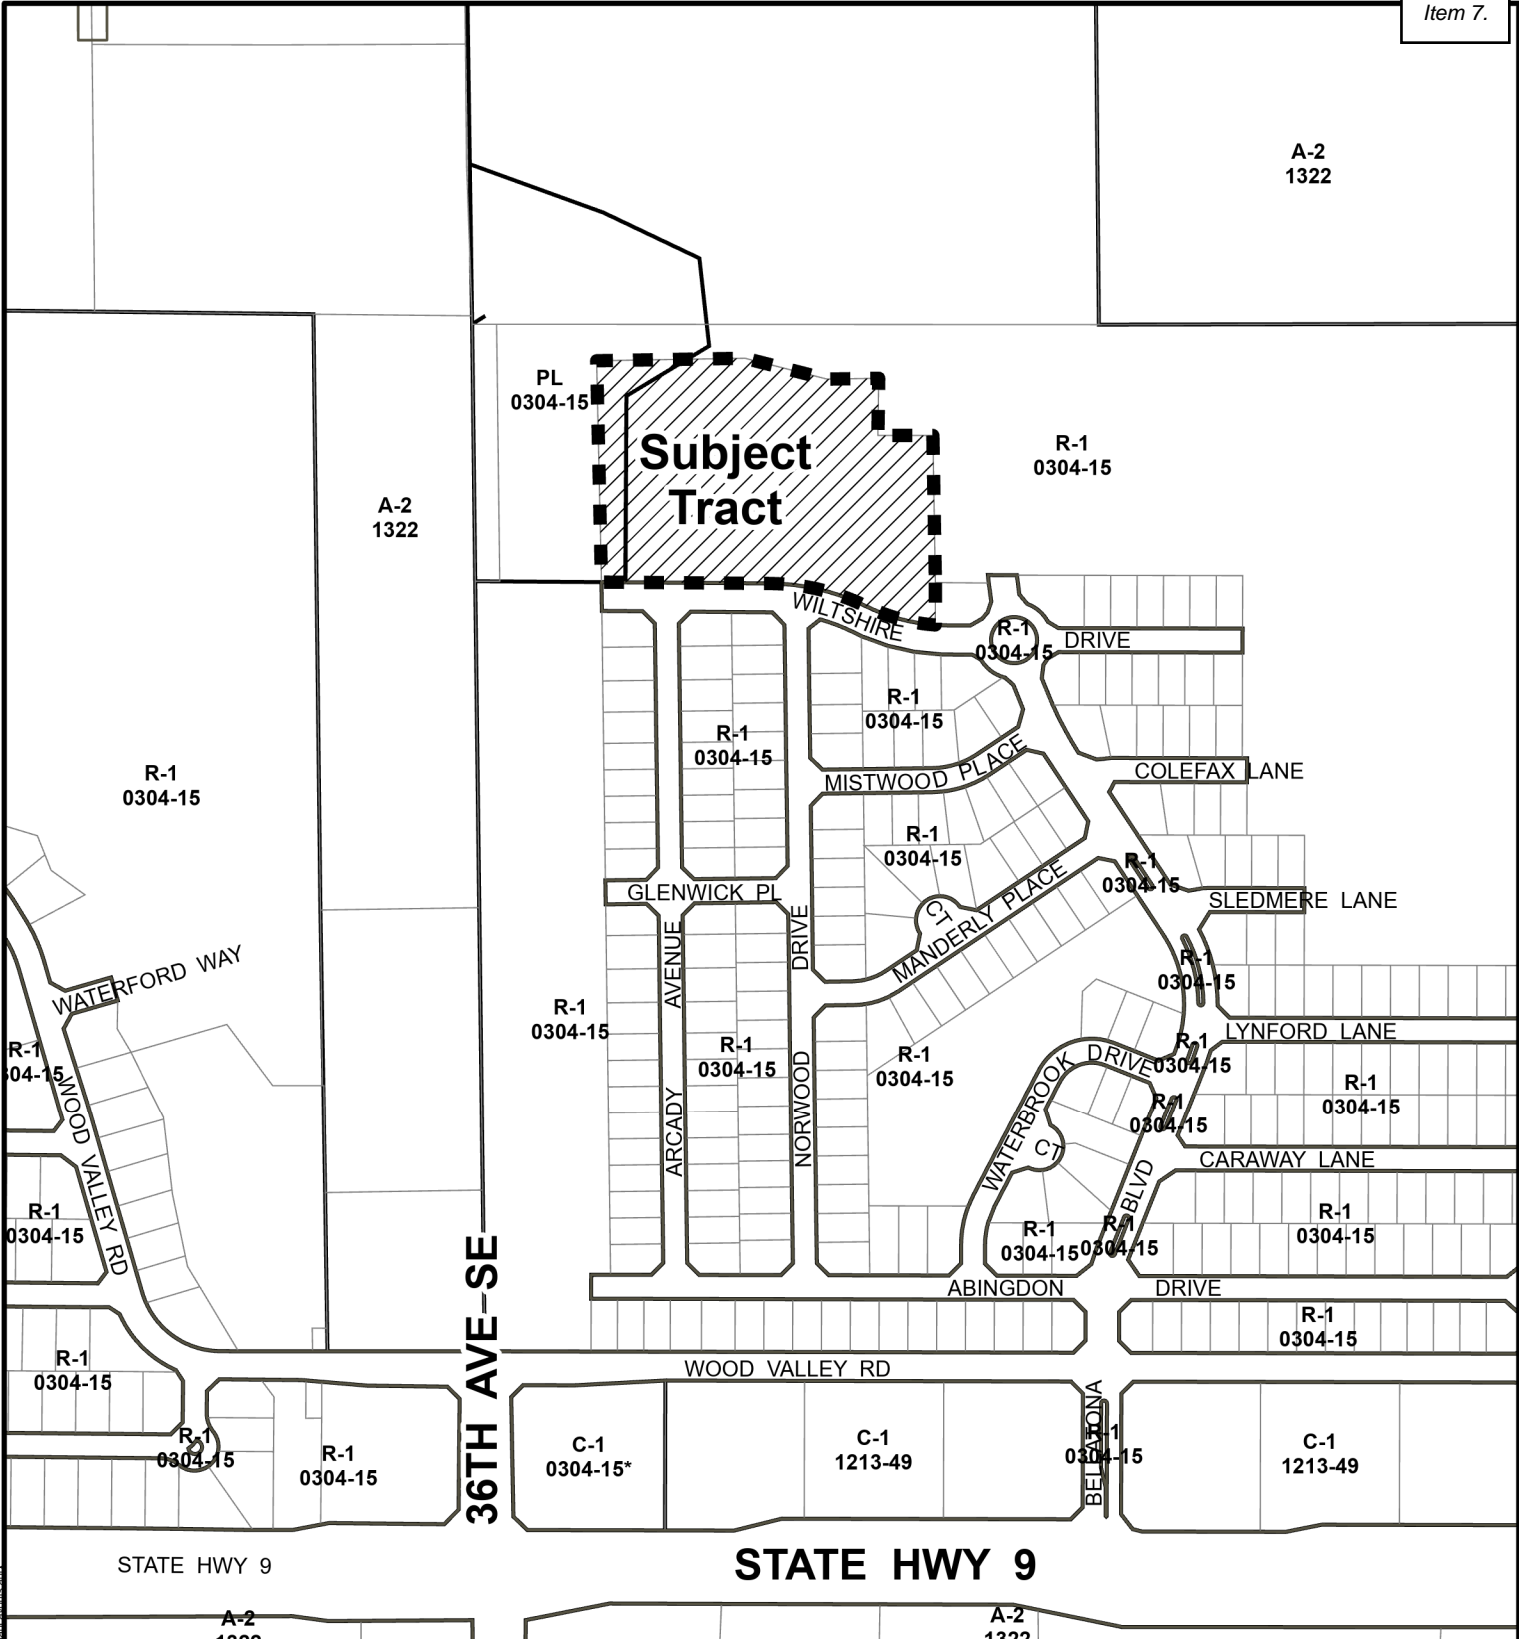 Item 7.
A-2
1322
PL
0304-15
Subject
Tract
R-1
0304-15
A-2
1322
WILTSHIRE
R-1
0304-15
DRIVE
R-1
0304-15
R-1
0304-15
MISTWOOD PLACE
COLEFAX LANE
R-1
0304-15
R-1
0304-15
R-1
0304-15
GLENWICK PL
CT
MANDERLY PLACE
SLEDMERE LANE
AVENUE
DRIVE
WATERFORD WAY
R-1
0304-15
R-1
0304-15
LYNFORD LANE
R-1
R-1
0304-15
R-1
0304-15
R-1
0304-15
WATERBROOK DRIVE
R-1
0304-15
R-1
0304-15
WOOD VALLEY RD
ARCADY
NORWOOD
CT
CARAWAY LANE
BLVD
R-1
0304-15
R-1
0304-15
R-1
0304-15
R-1
0304-15
36TH AVE SE
ABINGDON
DRIVE
R-1
0304-15
R-1
0304-15
WOOD VALLEY RD
BELLATONA
R-1
0304-15
R-1
0304-15
R-1
0304-15
C-1
0304-15*
C-1
1213-49
C-1
1213-49
STATE HWY 9
STATE HWY 9
A-2
A-2